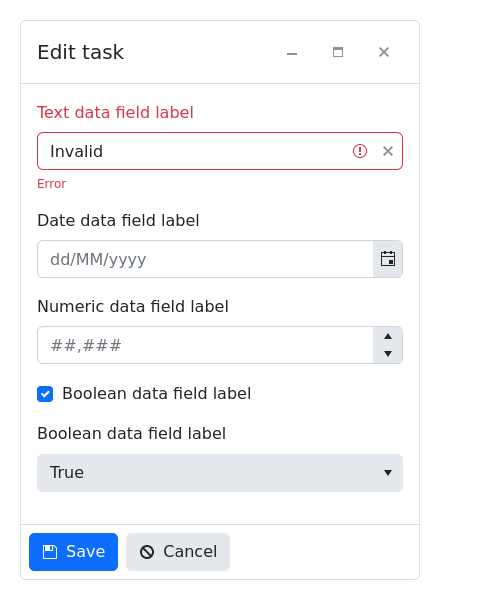 Edit task
Text data field label
Invalid
Error
Date data field label
dd/MM/yyyy
Numeric data field label
##,###
Boolean data field label
Boolean data field label
True
Save
Cancel